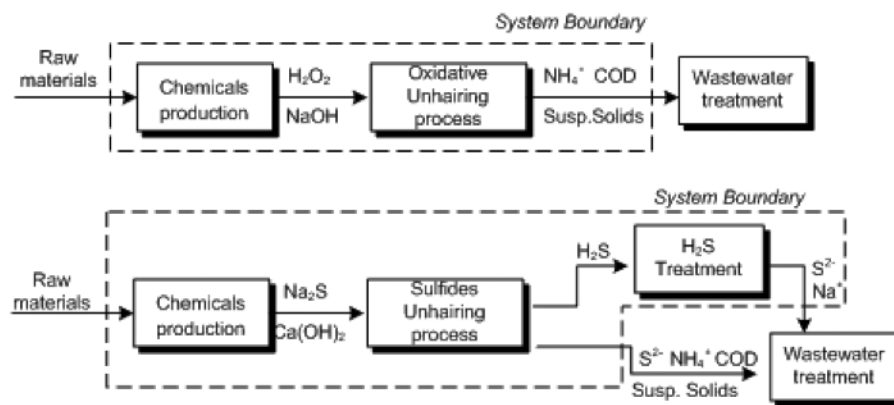 System Boundary
Raw
materials
Chemicals
production
H₂O₂
NaOH
Oxidative
Unhairing
process
NH₄⁺ COD
Susp.Solids
Wastewater
treatment
System Boundary
Raw
materials
Chemicals
production
Na₂S
Ca(OH)₂
Sulfides
Unhairing
process
H₂S
H₂S
Treatment
S²⁻
Na⁺
S²⁻ NH₄⁺ COD
Susp. Solids
Wastewater
treatment